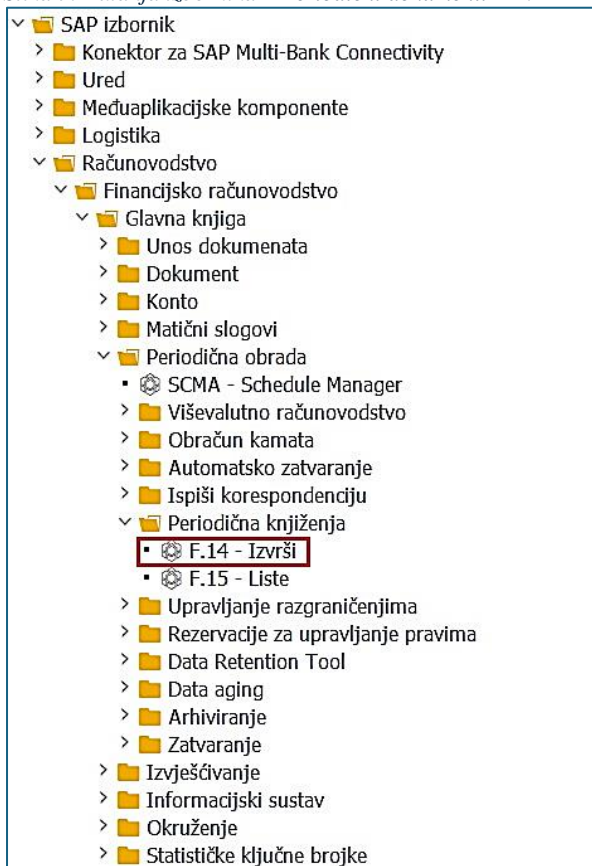 SAP izbornik
Konektor za SAP Multi-Bank Connectivity
Ured
Međuaplikacijske komponente
Logistika
Računovodstvo
Financijsko računovodstvo
Glavna knjiga
Unos dokumenata
Dokument
Konto
Matični slogovi
Periodična obrada
SCMA - Schedule Manager
Viševalutno računovodstvo
Obračun kamata
Automatsko zatvaranje
Ispiši korespondenciju
Periodična knjiženja
F.14 - Izvrši
F.15 - Liste
Upravljanje razgraničenjima
Rezervacije za upravljanje pravima
Data Retention Tool
Data aging
Arhiviranje
Zatvaranje
Izvješćivanje
Informacijski sustav
Okruženje
Statističke ključne brojke